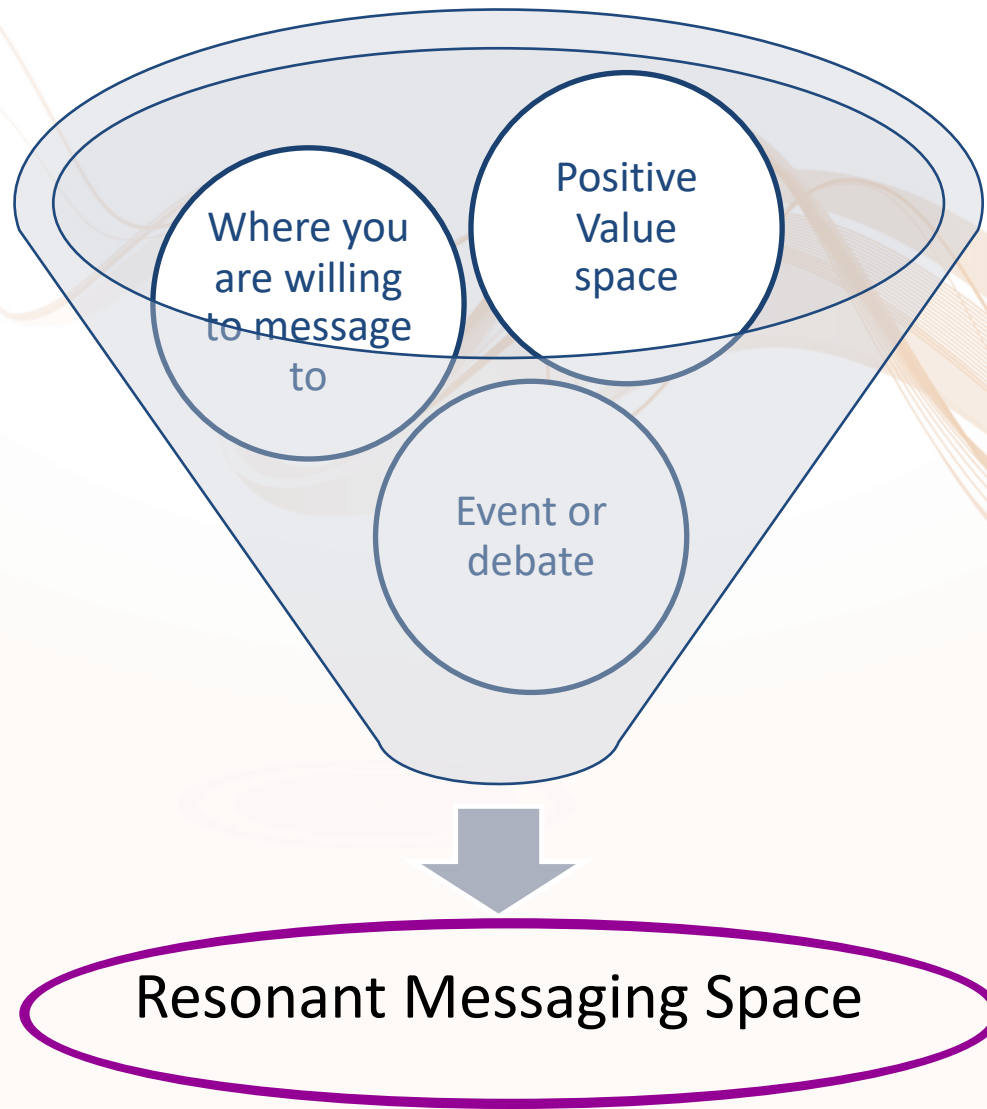 Where you
are willing
to message
to
Positive
Value
space
Event or
debate
Resonant Messaging Space